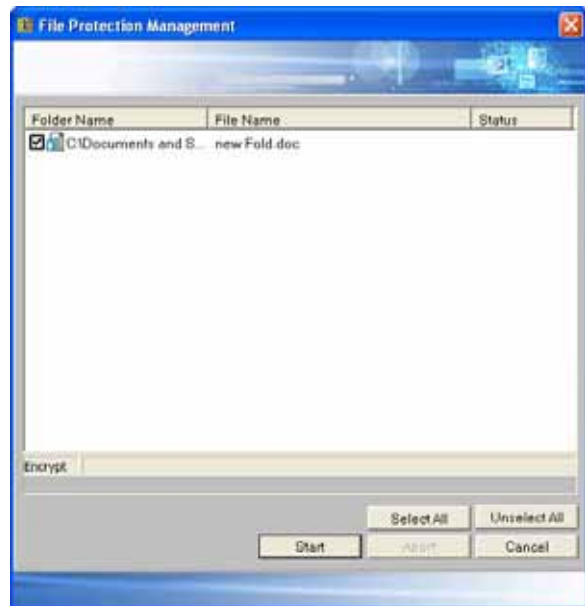 File Protection Management
Folder Name File Name Status
C:\Documents and S... new Fold.doc
Encrypt
Select All Unselect All
Start Abort Cancel